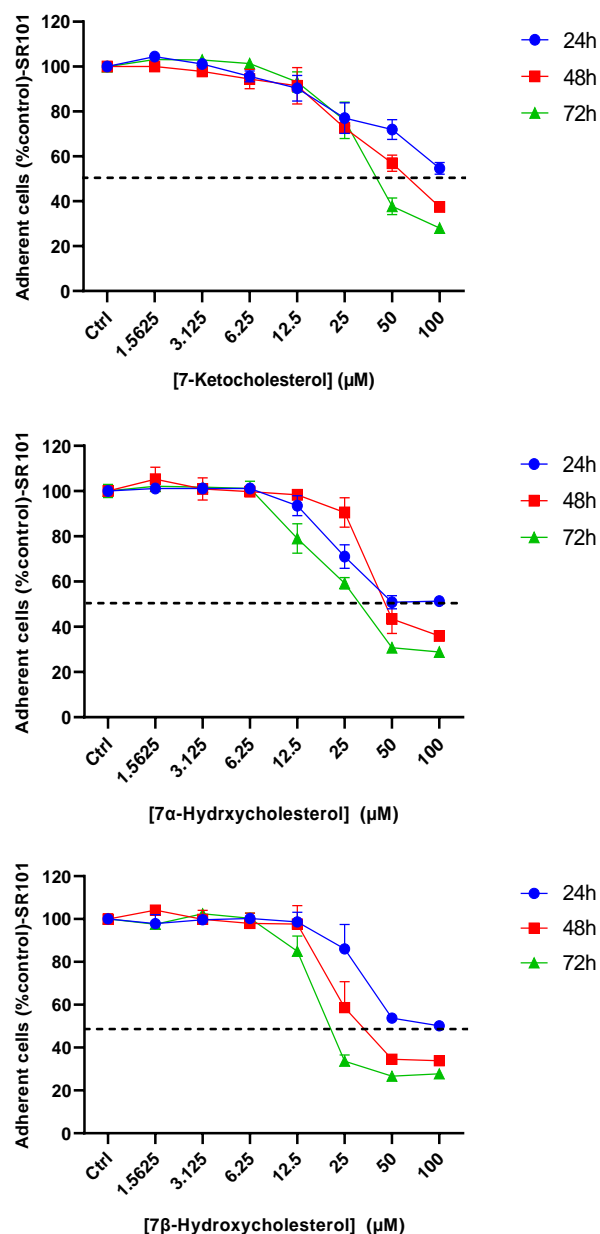 Adherent cells (%control)-SR101
120
100
80
60
40
20
0
Ctrl
1.5625
3.125
6.25
12.5
25
50
100
[7-Ketocholesterol] (µM)
24h
48h
72h
Adherent cells (%control)-SR101
120
100
80
60
40
20
0
Ctrl
1.5625
3.125
6.25
12.5
25
50
100
[7α-Hydrxycholesterol] (µM)
24h
48h
72h
Adherent cells (%control)-SR101
120
100
80
60
40
20
0
Ctrl
1.5625
3.125
6.25
12.5
25
50
100
[7β-Hydroxycholesterol] (µM)
24h
48h
72h